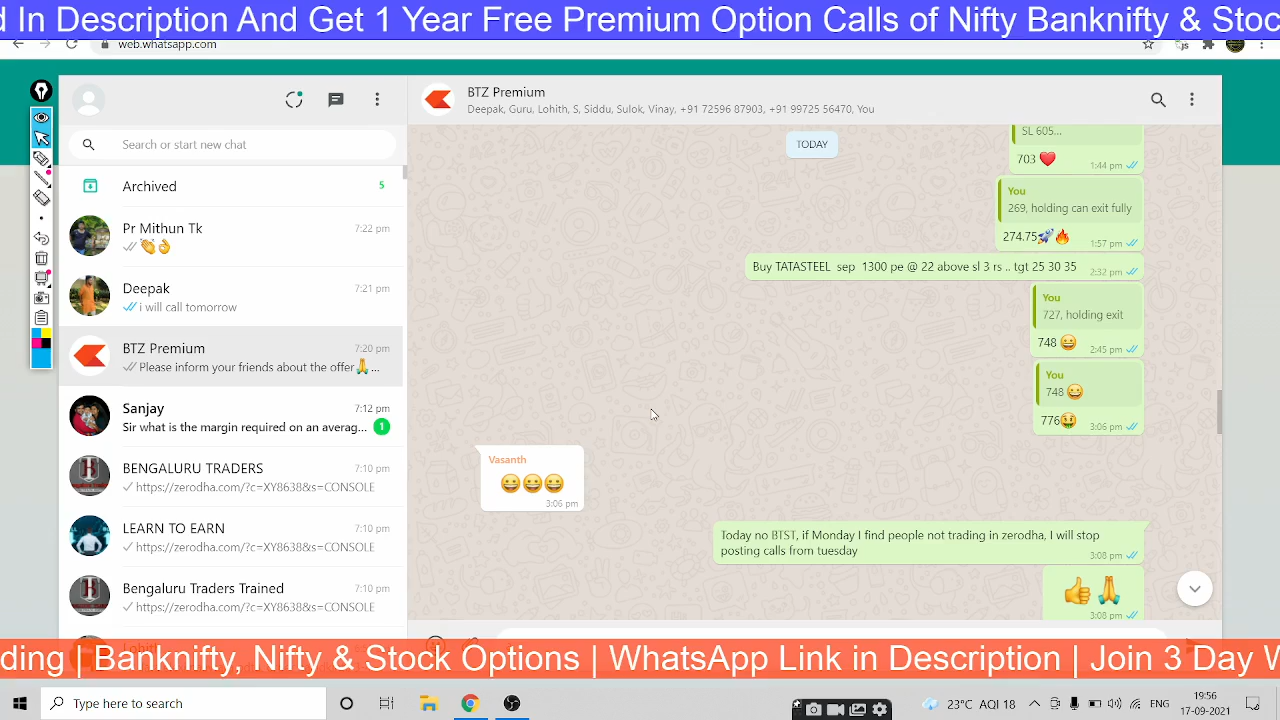 d In Description And Get 1 Year Free Premium Option Calls of Nifty Banknifty & Stoc
web.whatsapp.com
BTZ Premium
Deepak, Guru, Lohith, S, Siddu, Sulok, Vinay, +91 72596 87903, +91 99725 56470, You
Search or start new chat
Archived
5
Pr Mithun Tk
7:22 pm
👏👌
Deepak
7:21 pm
i will call tomorrow
BTZ Premium
7:20 pm
Please inform your friends about the offer🙏...
Sanjay
7:12 pm
Sir what is the margin required on an averag...
1
BENGALURU TRADERS
7:10 pm
https://zerodha.com/?c=XY8638&s=CONSOLE
LEARN TO EARN
7:10 pm
https://zerodha.com/?c=XY8638&s=CONSOLE
Bengaluru Traders Trained
7:10 pm
https://zerodha.com/?c=XY8638&s=CONSOLE
TODAY
SL 605...
703 ❤️
1:44 pm
You
269, holding can exit fully
274.75🚀🔥
1:57 pm
Buy TATASTEEL sep 1300 pe @ 22 above sl 3 rs .. tgt 25 30 35
2:32 pm
You
727, holding exit
748 😄
2:45 pm
You
748 😄
776🤑
3:06 pm
Vasanth
😀😀😀
3:06 pm
Today no BTST, if Monday I find people not trading in zerodha, I will stop
posting calls from tuesday
3:08 pm
👍🙏
3:08 pm
ding | Banknifty, Nifty & Stock Options | WhatsApp Link in Description | Join 3 Day W
Type here to search
23°C AQI 18
ENG
19:56
17-09-2021